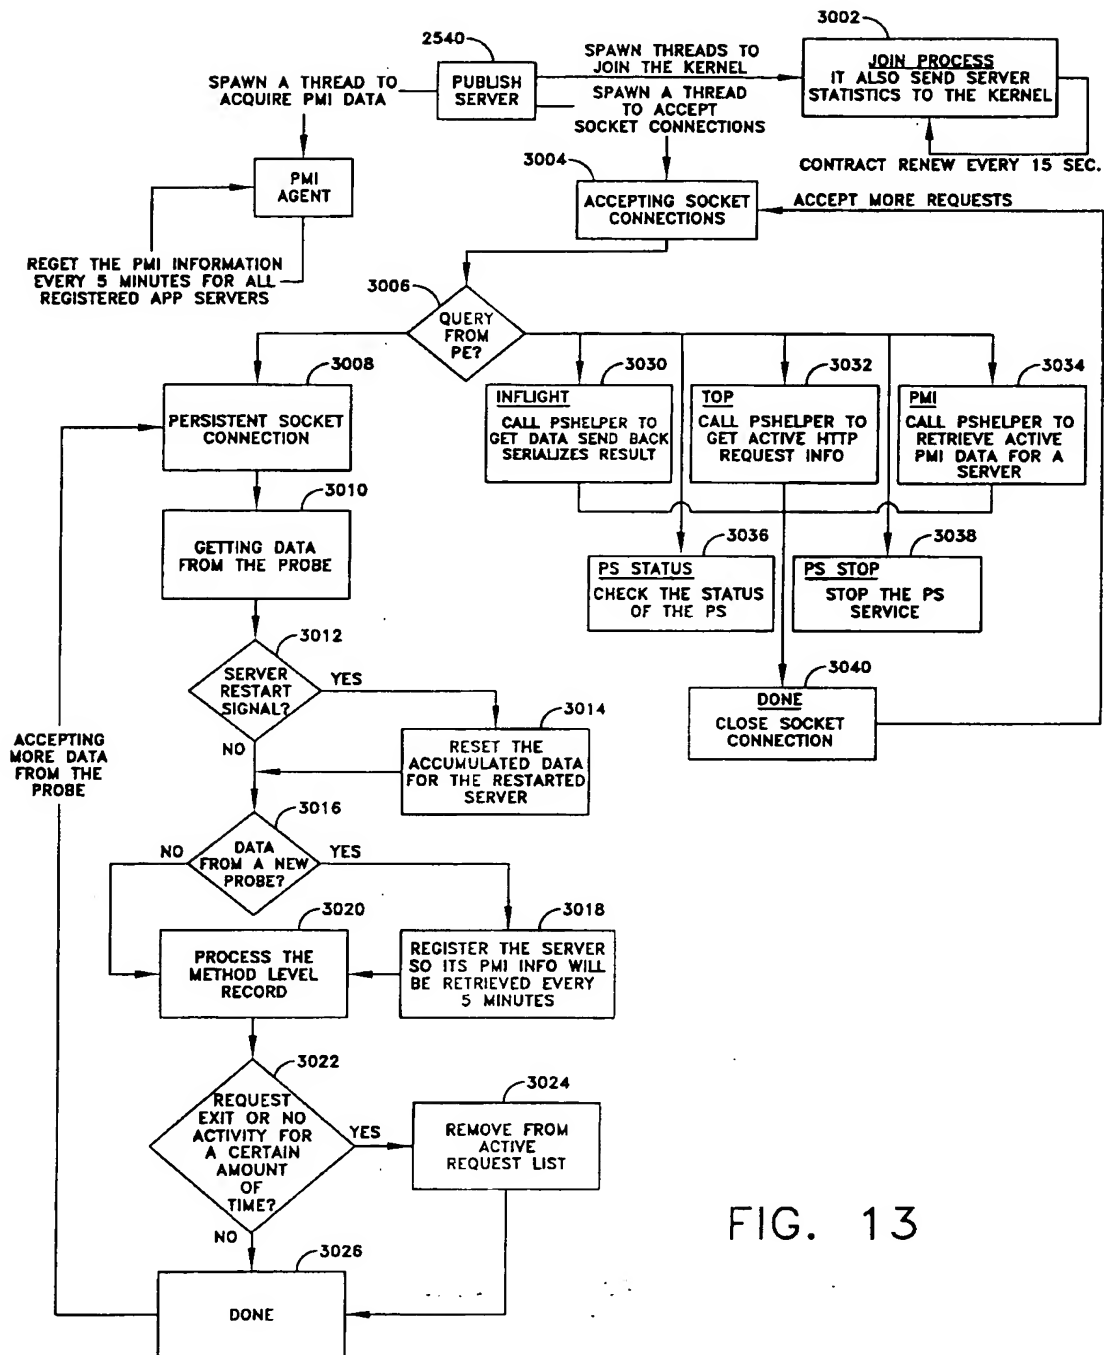 2540
PUBLISH
SERVER
SPAWN THREADS TO
JOIN THE KERNEL
3002
JOIN PROCESS
IT ALSO SEND SERVER
STATISTICS TO THE KERNEL
CONTRACT RENEW EVERY 15 SEC.
SPAWN A THREAD TO
ACQUIRE PMI DATA
SPAWN A THREAD
TO ACCEPT
SOCKET CONNECTIONS
PMI
AGENT
REGET THE PMI INFORMATION
EVERY 5 MINUTES FOR ALL
REGISTERED APP SERVERS
3004
ACCEPTING SOCKET
CONNECTIONS
ACCEPT MORE REQUESTS
3006
QUERY
FROM
PE?
3008
PERSISTENT SOCKET
CONNECTION
3030
INFLIGHT
CALL PSHELPER TO
GET DATA SEND BACK
SERIALIZES RESULT
3032
TOP
CALL PSHELPER TO
GET ACTIVE HTTP
REQUEST INFO
3034
PMI
CALL PSHELPER TO
RETRIEVE ACTIVE
PMI DATA FOR A
SERVER
3010
GETTING DATA
FROM THE PROBE
3036
PS STATUS
CHECK THE STATUS
OF THE PS
3038
PS STOP
STOP THE PS
SERVICE
3012
SERVER
RESTART
SIGNAL?
YES
NO
3014
RESET THE
ACCUMULATED DATA
FOR THE RESTARTED
SERVER
3040
DONE
CLOSE SOCKET
CONNECTION
ACCEPTING
MORE DATA
FROM THE
PROBE
3016
DATA
FROM A NEW
PROBE?
NO
YES
3020
PROCESS THE
METHOD LEVEL
RECORD
3018
REGISTER THE SERVER
SO ITS PMI INFO WILL
BE RETRIEVED EVERY
5 MINUTES
3022
REQUEST
EXIT OR NO
ACTIVITY FOR
A CERTAIN
AMOUNT
OF
TIME?
YES
NO
3024
REMOVE FROM
ACTIVE
REQUEST LIST
3026
DONE
FIG. 13